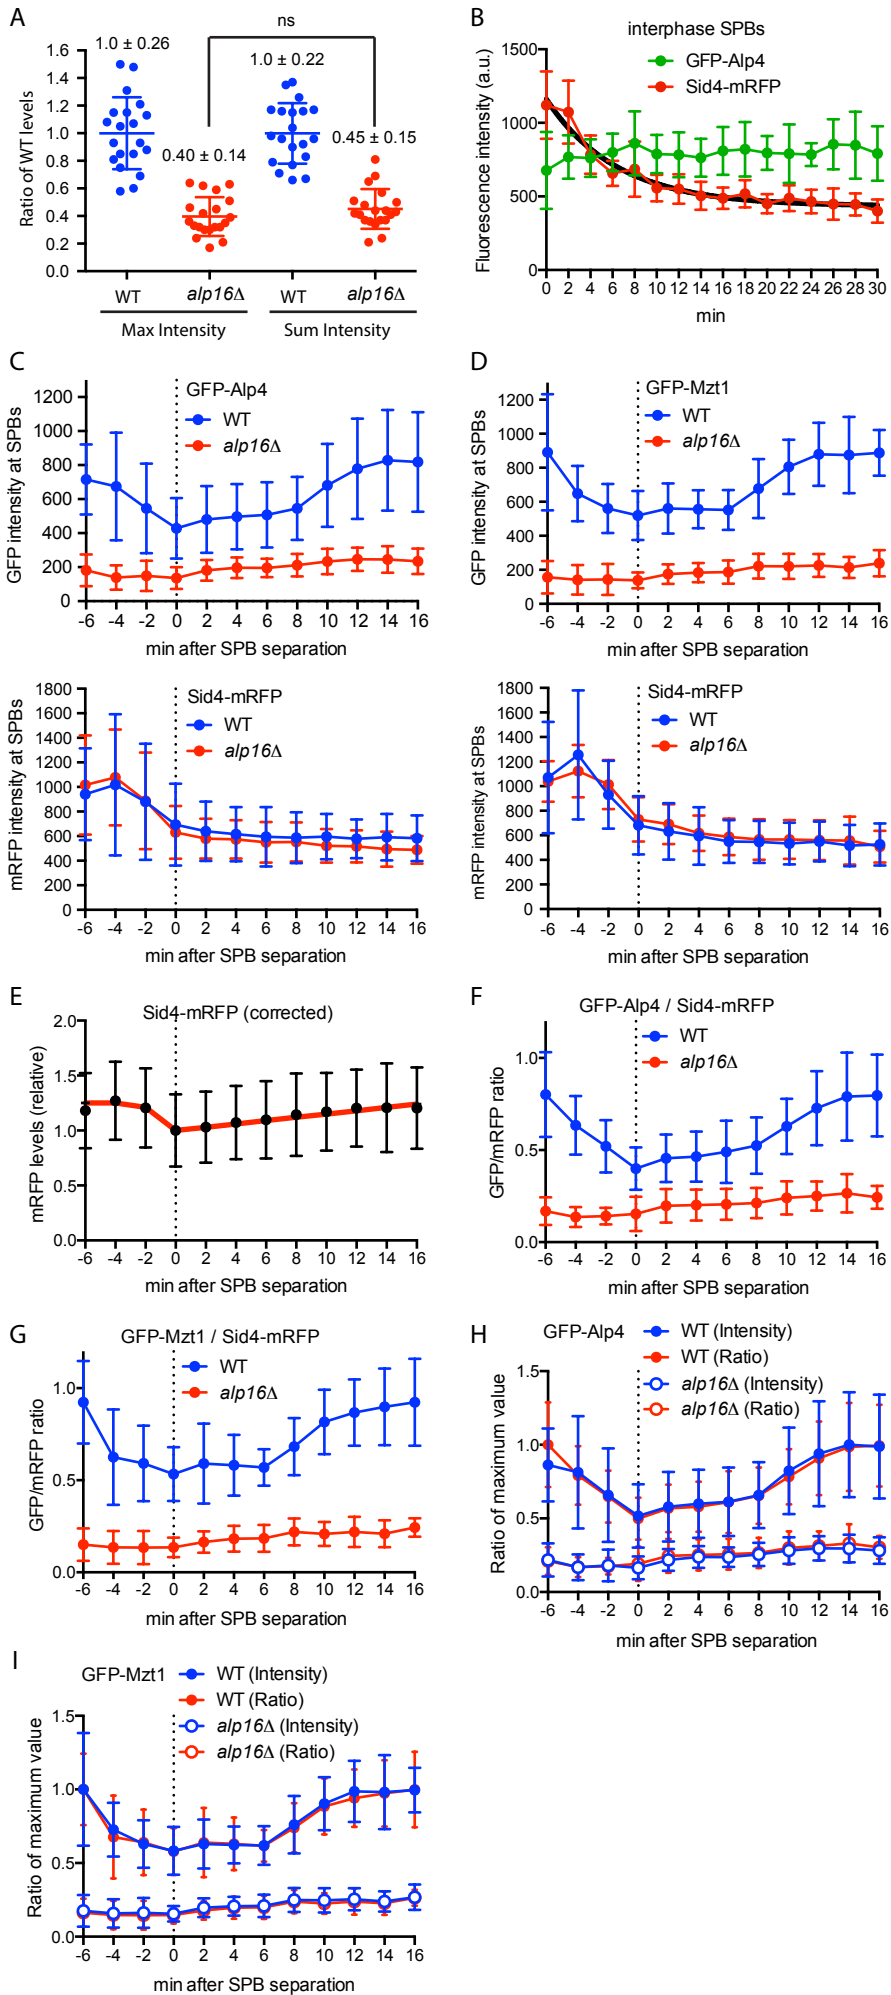 A
ns
1.0 ± 0.26
1.0 ± 0.22
0.40 ± 0.14
0.45 ± 0.15
Ratio of WT levels
1.6
1.4
1.2
1.0
0.8
0.6
0.4
0.2
0.0
WT
alp16Δ
WT
alp16Δ
Max Intensity
Sum Intensity
B
interphase SPBs
GFP-Alp4
Sid4-mRFP
Fluorescence intensity (a.u.)
1500
1000
500
0
0 2 4 6 8 10 12 14 16 18 20 22 24 26 28 30
min
C
GFP-Alp4
WT
alp16Δ
GFP intensity at SPBs
1200
1000
800
600
400
200
0
-6 -4 -2 0 2 4 6 8 10 12 14 16
min after SPB separation
Sid4-mRFP
WT
alp16Δ
mRFP intensity at SPBs
1800
1600
1400
1200
1000
800
600
400
200
0
-6 -4 -2 0 2 4 6 8 10 12 14 16
min after SPB separation
D
GFP-Mzt1
WT
alp16Δ
GFP intensity at SPBs
1200
1000
800
600
400
200
0
-6 -4 -2 0 2 4 6 8 10 12 14 16
min after SPB separation
Sid4-mRFP
WT
alp16Δ
mRFP intensity at SPBs
1800
1600
1400
1200
1000
800
600
400
200
0
-6 -4 -2 0 2 4 6 8 10 12 14 16
min after SPB separation
E
Sid4-mRFP (corrected)
mRFP levels (relative)
2.0
1.5
1.0
0.5
0.0
-6 -4 -2 0 2 4 6 8 10 12 14 16
min after SPB separation
F
GFP-Alp4 / Sid4-mRFP
WT
alp16Δ
GFP/mRFP ratio
1.0
0.5
0.0
-6 -4 -2 0 2 4 6 8 10 12 14 16
min after SPB separation
G
GFP-Mzt1 / Sid4-mRFP
WT
alp16Δ
GFP/mRFP ratio
1.0
0.5
0.0
-6 -4 -2 0 2 4 6 8 10 12 14 16
min after SPB separation
H
GFP-Alp4
WT (Intensity)
WT (Ratio)
alp16Δ (Intensity)
alp16Δ (Ratio)
Ratio of maximum value
1.5
1.0
0.5
0.0
-6 -4 -2 0 2 4 6 8 10 12 14 16
min after SPB separation
I
GFP-Mzt1
WT (Intensity)
WT (Ratio)
alp16Δ (Intensity)
alp16Δ (Ratio)
Ratio of maximum value
1.5
1.0
0.5
0.0
-6 -4 -2 0 2 4 6 8 10 12 14 16
min after SPB separation